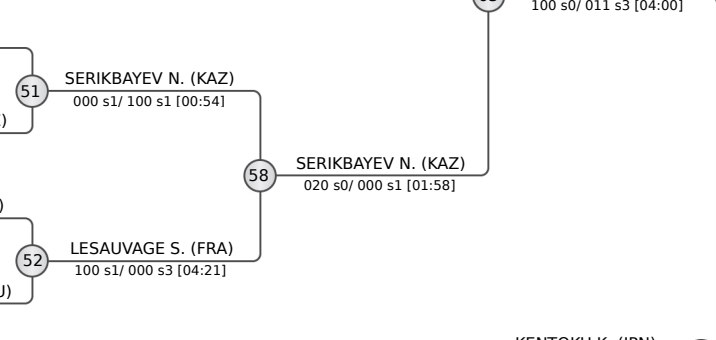 100 s0/ 011 s3 [04:00]
SERIKBAYEV N. (KAZ)
51
000 s1/ 100 s1 [00:54]
)
SERIKBAYEV N. (KAZ)
58
020 s0/ 000 s1 [01:58]
)
LESAUVAGE S. (FRA)
52
100 s1/ 000 s3 [04:21]
U)